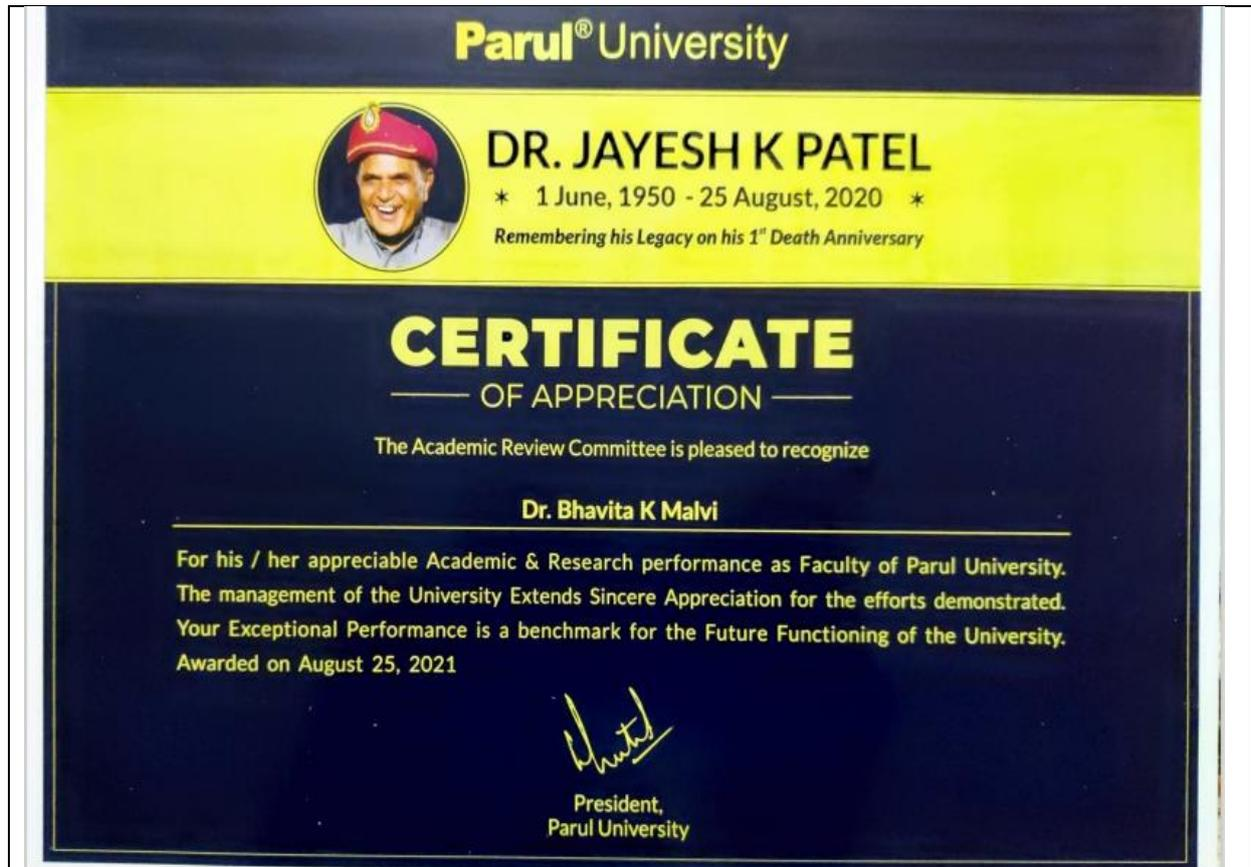 Parul® University
DR. JAYESH K PATEL
* 1 June, 1950 - 25 August, 2020 *
Remembering his Legacy on his 1st Death Anniversary
CERTIFICATE
OF APPRECIATION
The Academic Review Committee is pleased to recognize
Dr. Bhavita K Malvi
For his / her appreciable Academic & Research performance as Faculty of Parul University.
The management of the University Extends Sincere Appreciation for the efforts demonstrated.
Your Exceptional Performance is a benchmark for the Future Functioning of the University.
Awarded on August 25, 2021
President,
Parul University